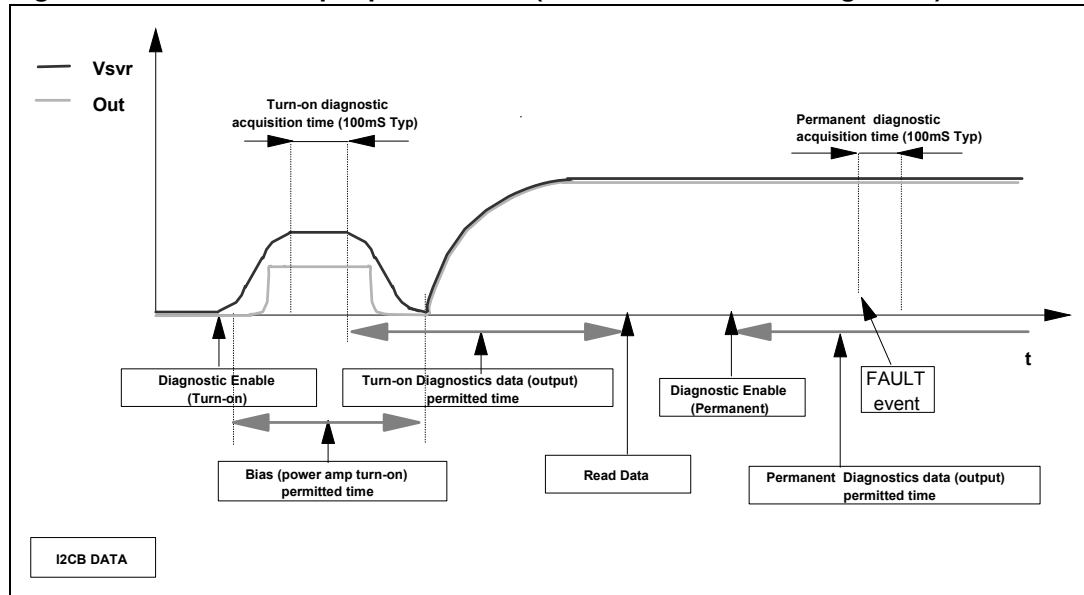 Vsvr
Out
Turn-on diagnostic
acquisition time (100mS Typ)
Permanent diagnostic
acquisition time (100mS Typ)
t
Diagnostic Enable
(Turn-on)
Turn-on Diagnostics data (output)
permitted time
Diagnostic Enable
(Permanent)
FAULT
event
Bias (power amp turn-on)
permitted time
Read Data
Permanent Diagnostics data (output)
permitted time
I2CB DATA